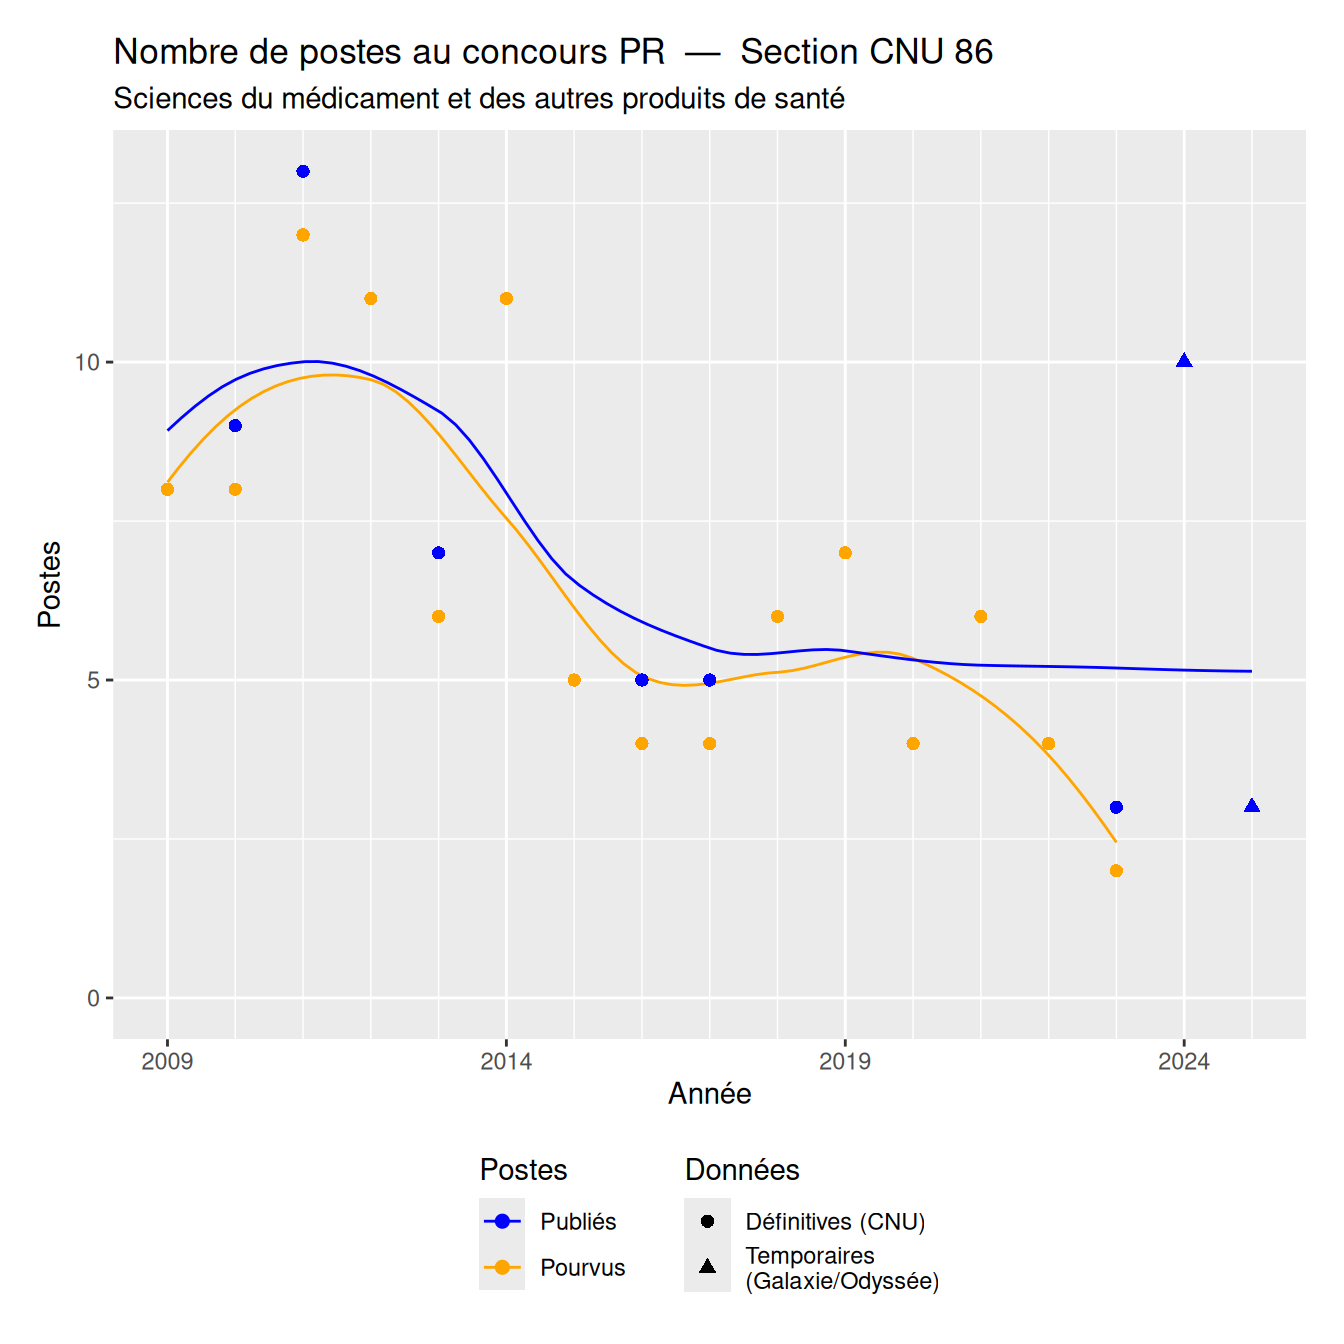 Nombre de postes au concours PR — Section CNU 86
Sciences du médicament et des autres produits de santé
Postes
10
5
0
2009
2014
2019
2024
Année
Postes
Publiés
Pourvus
Données
Définitives (CNU)
Temporaires
(Galaxie/Odyssée)